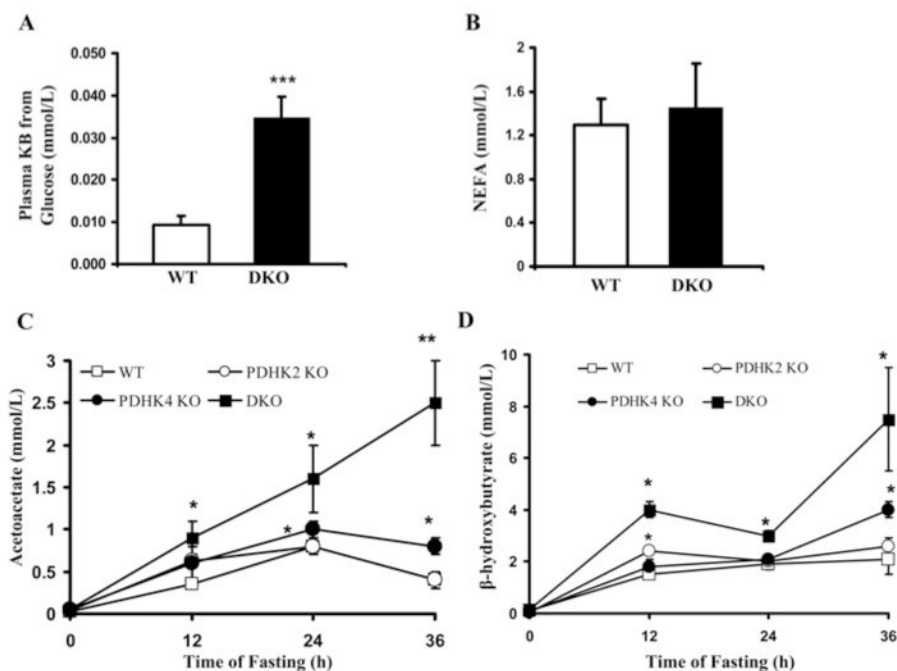 A
Plasma KB from
Glucose (mmol/L)
0.050
0.040
0.030
0.020
0.010
0.000
***
WT
DKO
B
NEFA (mmol/L)
2
1.6
1.2
0.8
0.4
0
WT
DKO
C
Acetoacetate (mmol/L)
3
2.5
2
1.5
1
0.5
0
WT
PDHK2 KO
PDHK4 KO
DKO
*
*
*
**
*
0
12
24
36
Time of Fasting (h)
D
β-hydroxybutyrate (mmol/L)
10
8
6
4
2
0
WT
PDHK2 KO
PDHK4 KO
DKO
*
*
*
*
*
0
12
24
36
Time of Fasting (h)